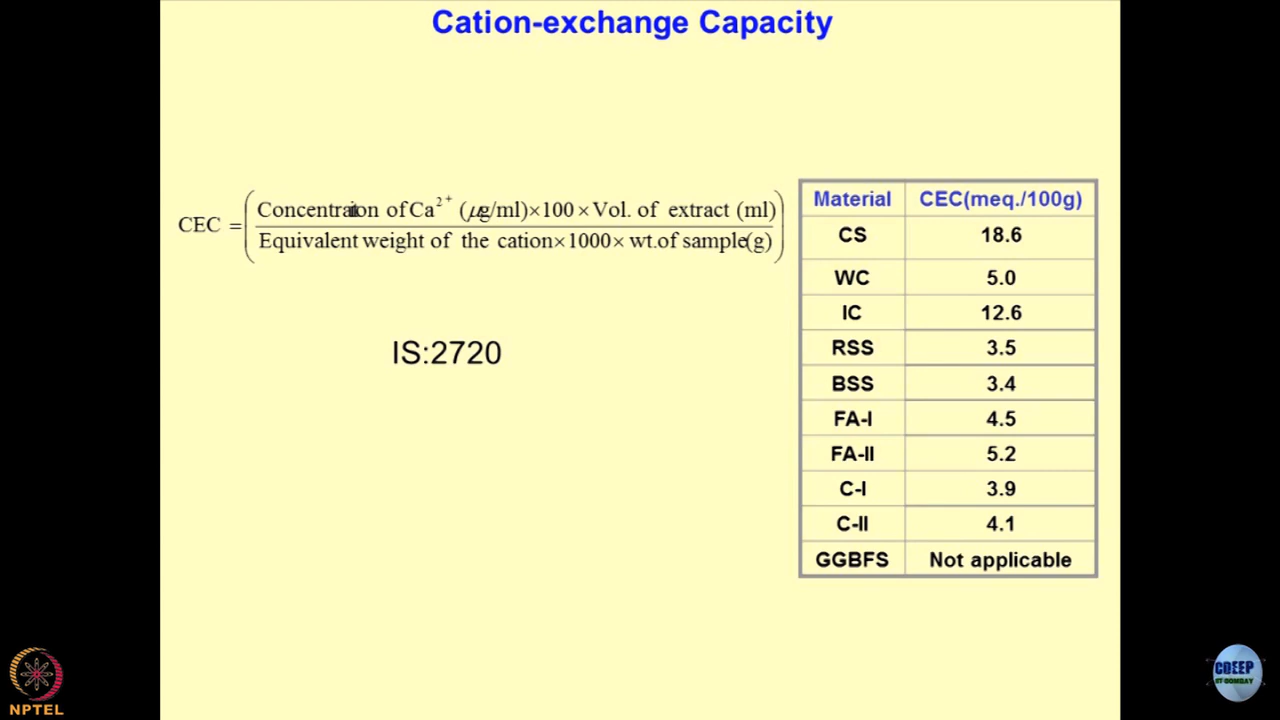 Cation-exchange Capacity
CEC = ( Concentration of Ca2+ (μg/ml)×100×Vol. of extract (ml)
Equivalent weight of the cation×1000×wt.of sample(g) )
IS:2720
Material CEC(meq./100g)
CS 18.6
WC 5.0
IC 12.6
RSS 3.5
BSS 3.4
FA-I 4.5
FA-II 5.2
C-I 3.9
C-II 4.1
GGBFS Not applicable
NPTEL
CDEEP
IIT BOMBAY